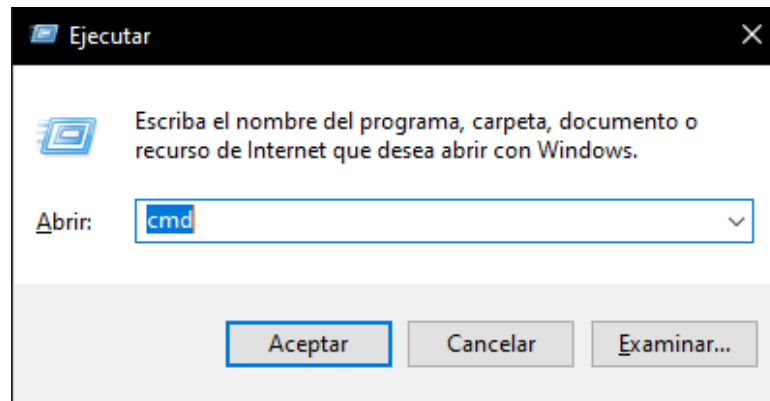 Ejecutar
Escriba el nombre del programa, carpeta, documento o
recurso de Internet que desea abrir con Windows.
Abrir: cmd
Aceptar Cancelar Examinar...